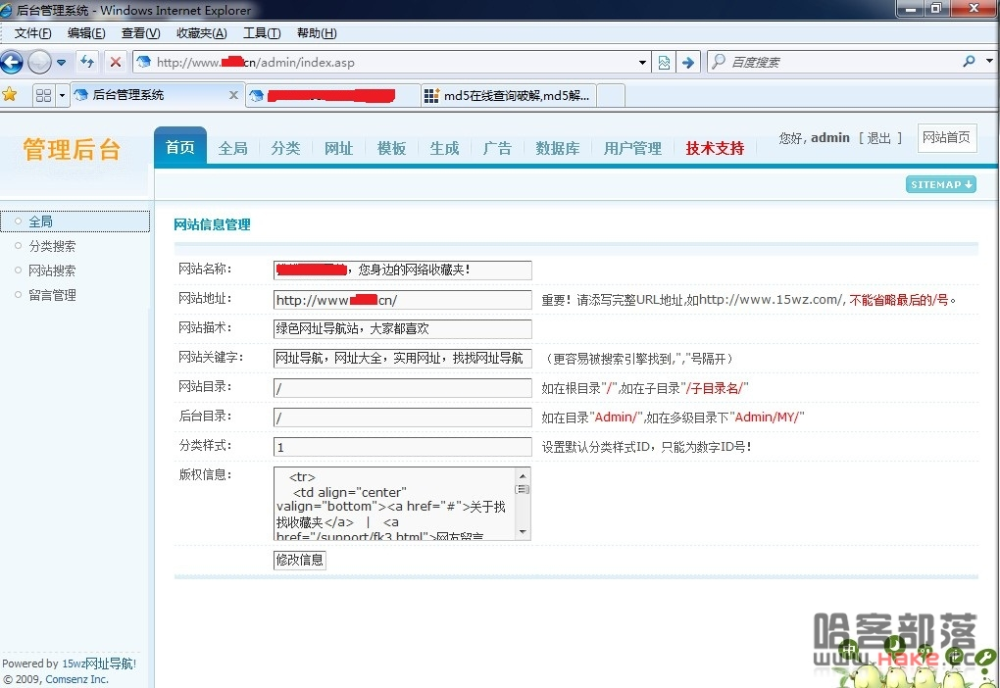 后台管理系统 - Windows Internet Explorer
文件(F) 编辑(E) 查看(V) 收藏夹(A) 工具(T) 帮助(H)
http://www. cn/admin/index.asp 百度搜索
后台管理系统 md5在线查询破解,md5解...
管理后台 首页 全局 分类 网址 模板 生成 广告 数据库 用户管理 技术支持 您好, admin [ 退出 ] 网站首页
SITEMAP
全局
分类搜索
网站搜索
留言管理
网站信息管理
网站名称: ，您身边的网络收藏夹！
网站地址: http://www. cn/ 重要！请添写完整URL地址,如http://www.15wz.com/, 不能省略最后的/号。
网站描术: 绿色网址导航站，大家都喜欢
网站关键字: 网址导航，网址大全，实用网址，找找网址导航 （更容易被搜索引擎找到,","号隔开）
网站目录: / 如在根目录"/",如在子目录"/子目录名/"
后台目录: / 如在目录"Admin/",如在多级目录下"Admin/MY/"
分类样式: 1 设置默认分类样式ID，只能为数字ID号！
版权信息: <tr>
<td align="center"
valign="bottom"><a href="#">关于找
找收藏夹</a> | <a
href="/support/fk3.html">网友留言
修改信息
哈客部落
www.Hake.cc
Powered by 15wz网址导航!
© 2009, Comsenz Inc.